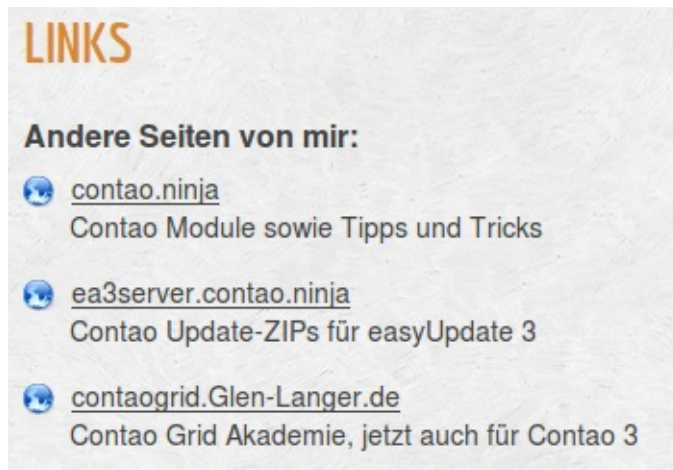 LINKS
Andere Seiten von mir:
contao.ninja
Contao Module sowie Tipps und Tricks
ea3server.contao.ninja
Contao Update-ZIPs für easyUpdate 3
contaogrid.Glen-Langer.de
Contao Grid Akademie, jetzt auch für Contao 3